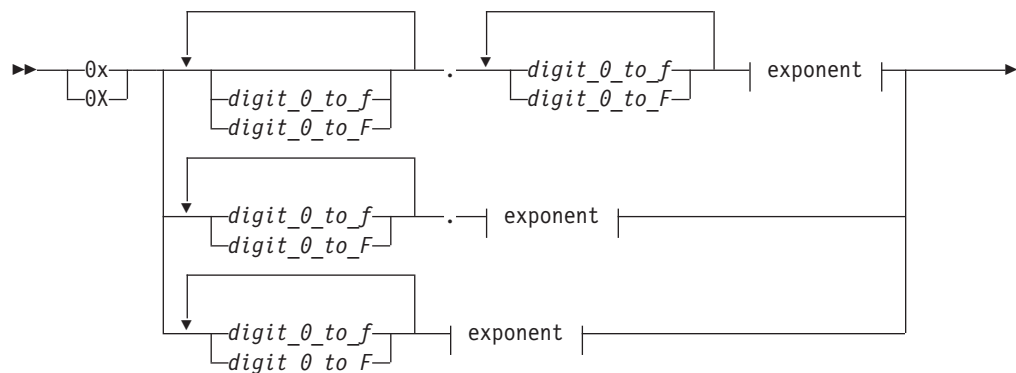 0x . digit_0_to_f exponent
0X digit_0_to_f digit_0_to_F
digit_0_to_F
digit_0_to_f . exponent
digit_0_to_F
digit_0_to_f exponent
digit_0_to_F